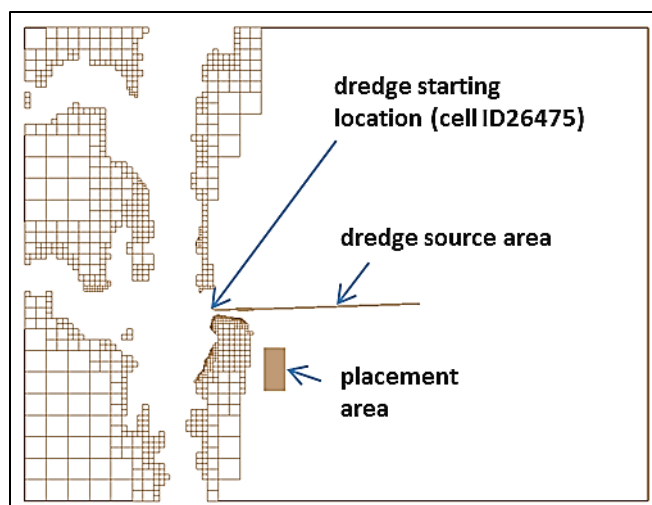 dredge starting
location (cell ID26475)
dredge source area
placement
area